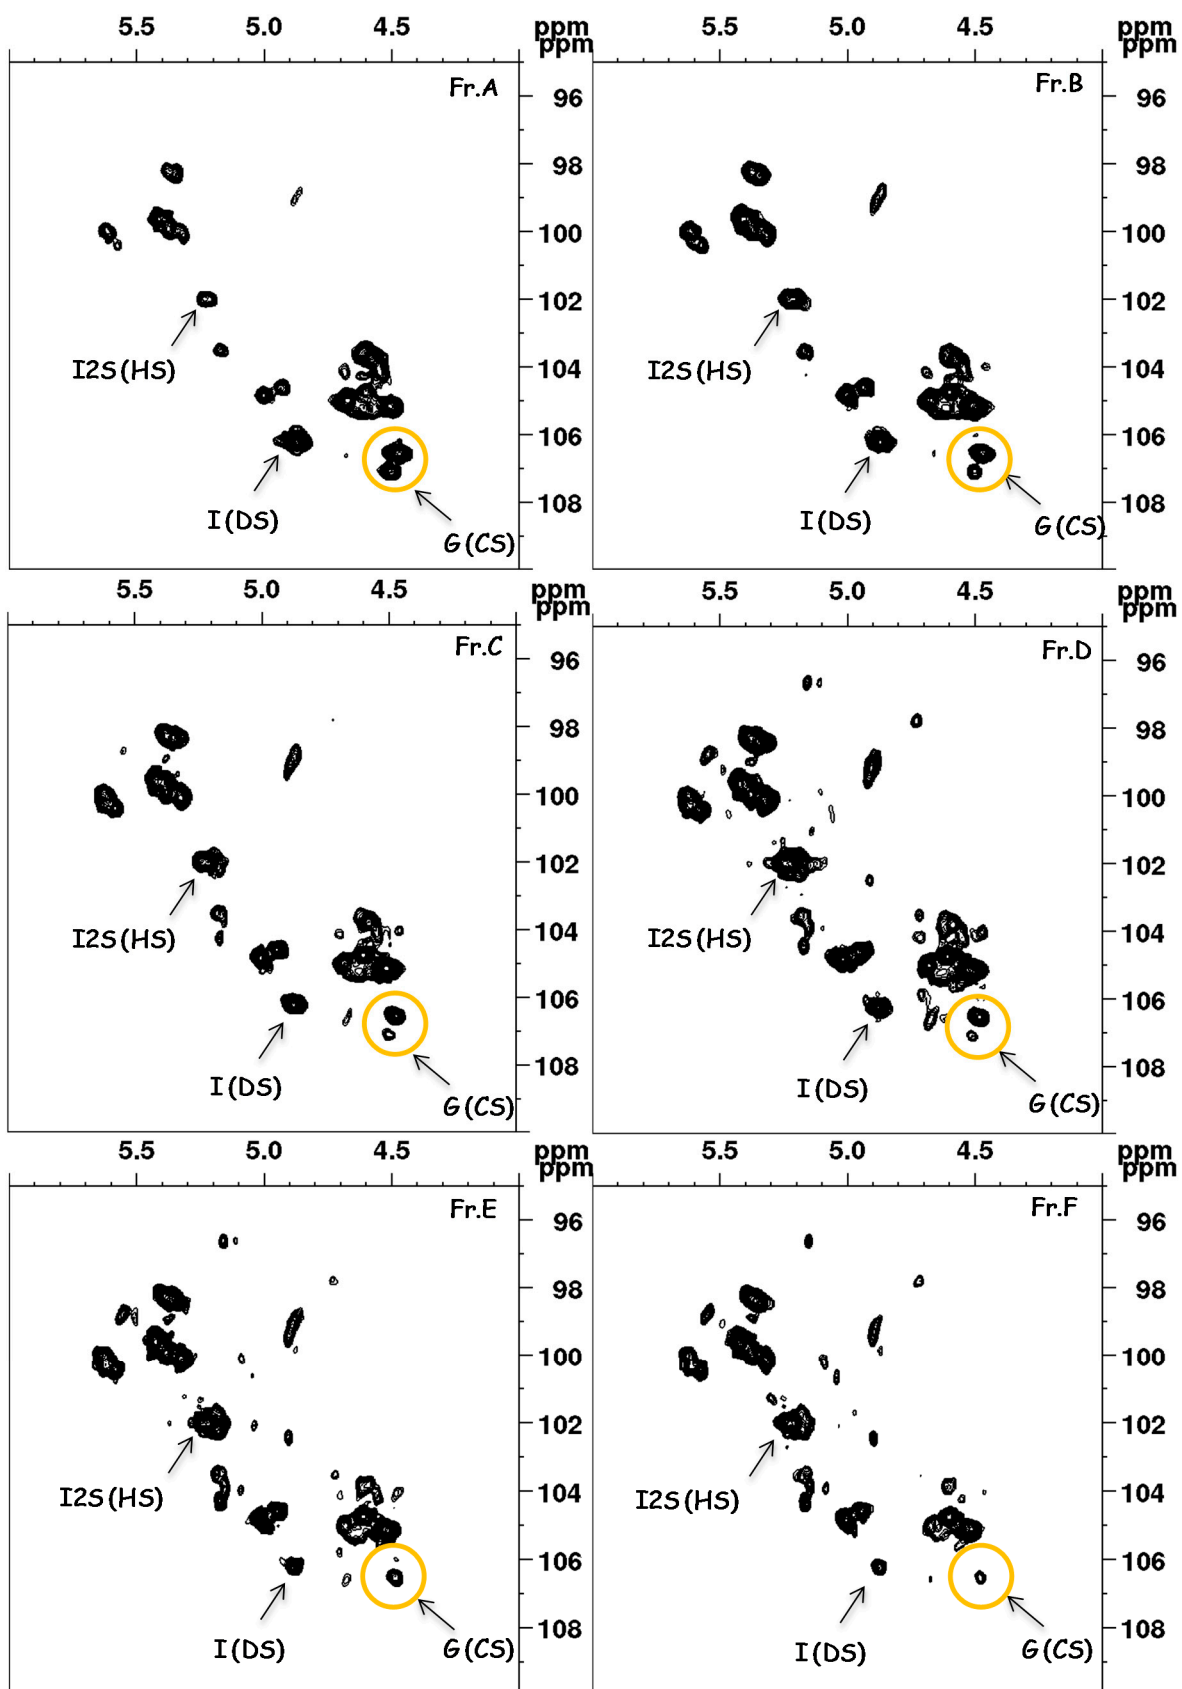 5.5 5.0 4.5 ppm
ppm
Fr.A
96
98
100
102
I2S(HS)
104
106
I(DS)
108
G(CS)
5.5 5.0 4.5 ppm
ppm
Fr.B
96
98
100
102
I2S(HS)
104
106
I(DS)
108
G(CS)
5.5 5.0 4.5 ppm
ppm
Fr.C
96
98
100
102
I2S(HS)
104
106
I(DS)
108
G(CS)
5.5 5.0 4.5 ppm
ppm
Fr.D
96
98
100
102
I2S(HS)
104
106
I(DS)
108
G(CS)
5.5 5.0 4.5 ppm
ppm
Fr.E
96
98
100
102
I2S(HS)
104
106
I(DS)
108
G(CS)
5.5 5.0 4.5 ppm
ppm
Fr.F
96
98
100
102
I2S(HS)
104
106
I(DS)
108
G(CS)